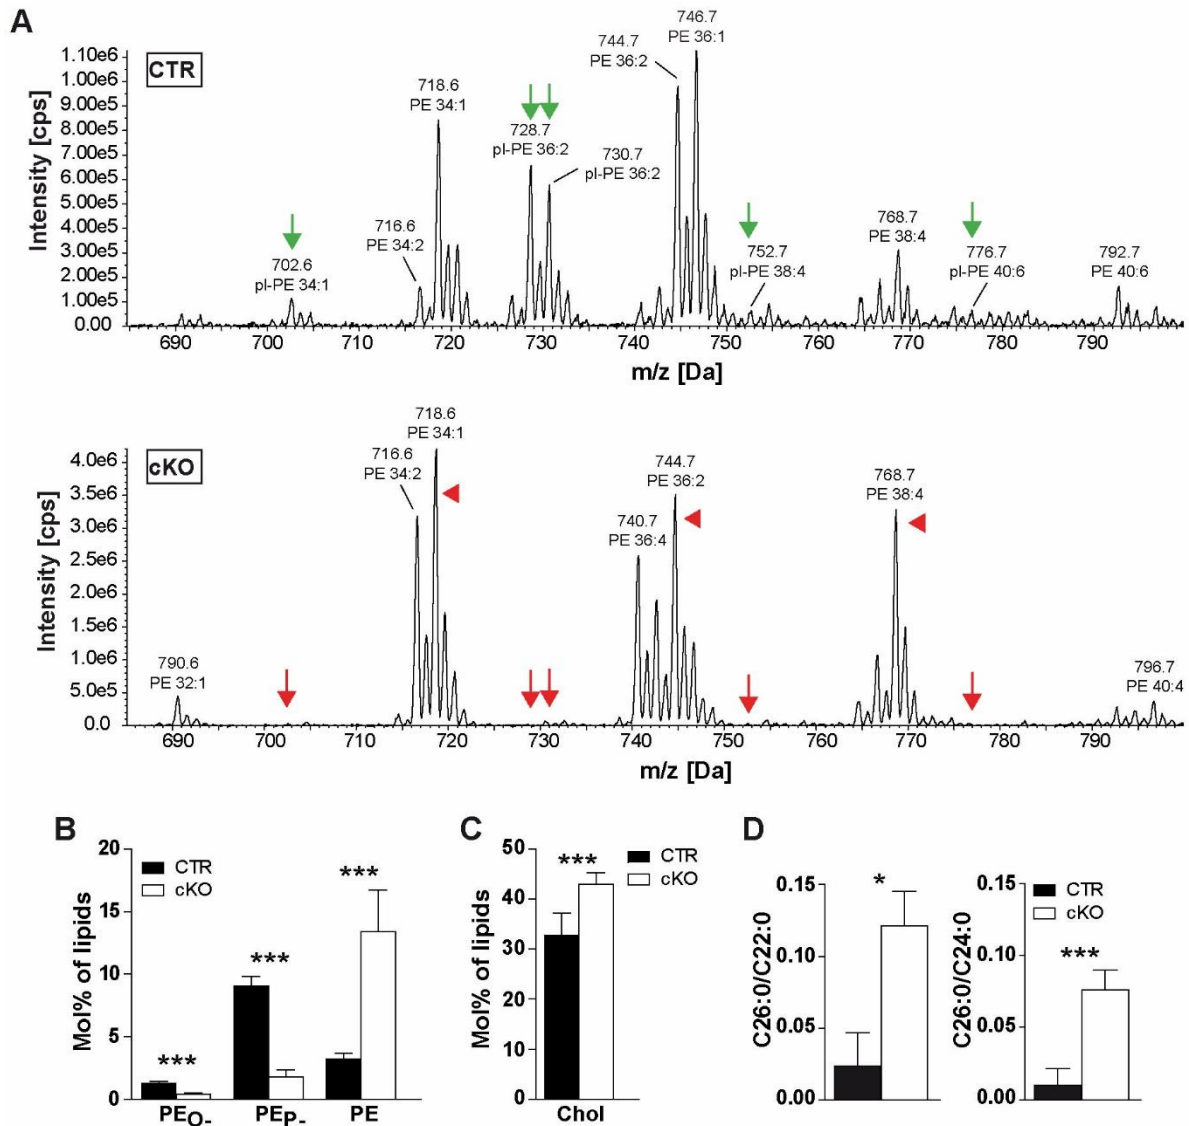 A
CTR
Intensity [cps]
1.10e6
1.00e6
9.00e5
8.00e5
7.00e5
6.00e5
5.00e5
4.00e5
3.00e5
2.00e5
1.00e5
0.00
702.6
pl-PE 34:1
716.6
PE 34:2
718.6
PE 34:1
728.7
pl-PE 36:2
730.7
pl-PE 36:2
744.7
PE 36:2
746.7
PE 36:1
752.7
pl-PE 38:4
768.7
PE 38:4
776.7
pl-PE 40:6
792.7
PE 40:6
690 700 710 720 730 740 750 760 770 780 790
m/z [Da]
cKO
Intensity [cps]
4.0e6
3.5e6
3.0e6
2.5e6
2.0e6
1.5e6
1.0e6
5.0e5
0.0
790.6
PE 32:1
716.6
PE 34:2
718.6
PE 34:1
740.7
PE 36:4
744.7
PE 36:2
768.7
PE 38:4
796.7
PE 40:4
690 700 710 720 730 740 750 760 770 780 790
m/z [Da]
B
Mol% of lipids
20
15
10
5
0
CTR
cKO
***
***
***
PEO- PEP- PE
C
Mol% of lipids
50
40
30
20
10
0
***
CTR
cKO
Chol
D
C26:0/C22:0
0.15
0.10
0.05
0.00
*
C26:0/C24:0
0.15
0.10
0.05
0.00
CTR
cKO
***